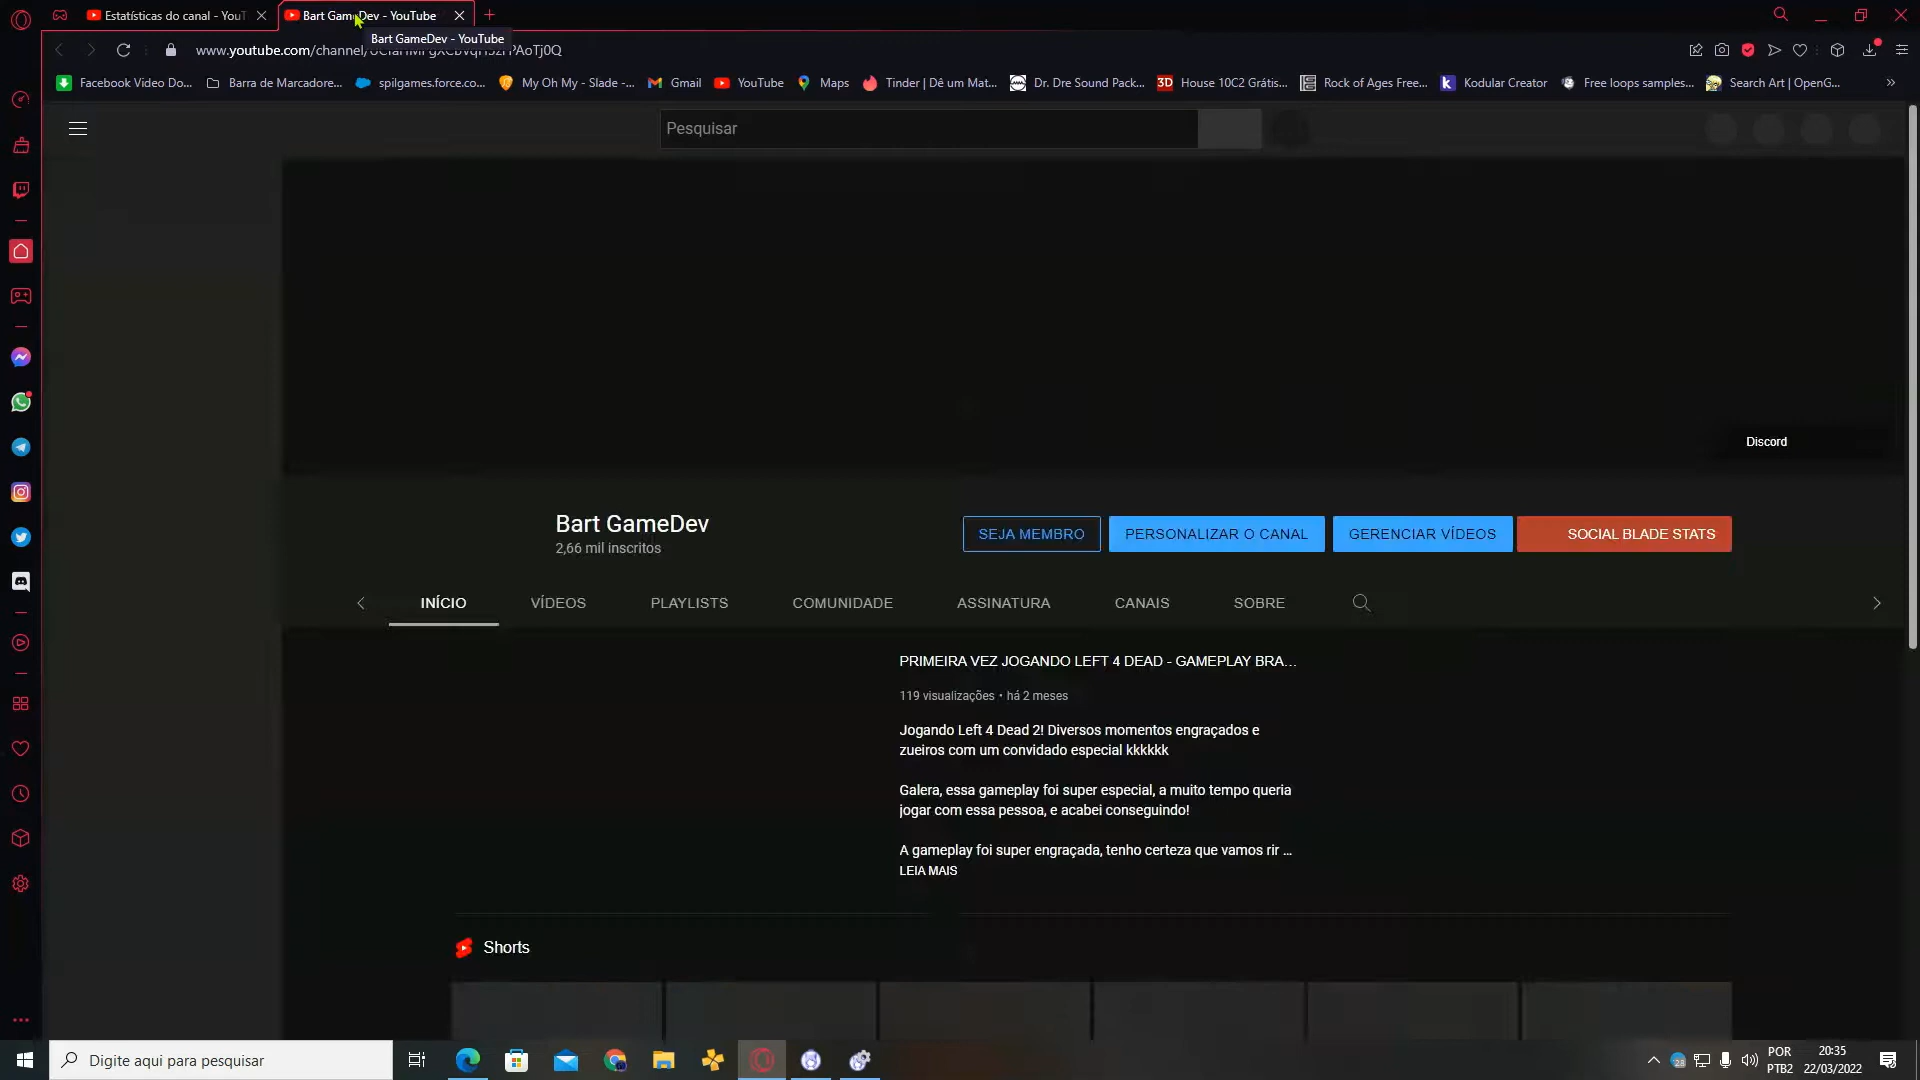 Estatísticas do canal - YouT
Bart GameDev - YouTube
Bart GameDev - YouTube
www.youtube.com/channel/
Facebook Video Do...
Barra de Marcadore...
spilgames.force.co...
My Oh My - Slade -...
Gmail
YouTube
Maps
Tinder | Dê um Mat...
Dr. Dre Sound Pack...
3D
House 10C2 Grátis...
Rock of Ages Free...
Kodular Creator
Free loops samples...
Search Art | OpenG...
Pesquisar
Discord
Bart GameDev
2,66 mil inscritos
SEJA MEMBRO
PERSONALIZAR O CANAL
GERENCIAR VÍDEOS
SOCIAL BLADE STATS
INÍCIO
VÍDEOS
PLAYLISTS
COMUNIDADE
ASSINATURA
CANAIS
SOBRE
PRIMEIRA VEZ JOGANDO LEFT 4 DEAD - GAMEPLAY BRA...
119 visualizações • há 2 meses
Jogando Left 4 Dead 2! Diversos momentos engraçados e
zueiros com um convidado especial kkkkkk
Galera, essa gameplay foi super especial, a muito tempo queria
jogar com essa pessoa, e acabei conseguindo!
A gameplay foi super engraçada, tenho certeza que vamos rir ...
LEIA MAIS
Shorts
Digite aqui para pesquisar
28
POR
PTB2
20:35
22/03/2022